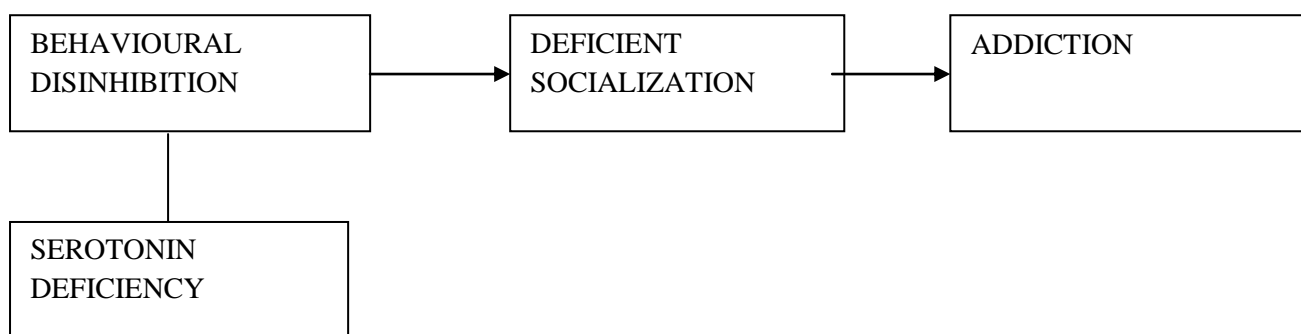 BEHAVIOURAL
DISINHIBITION
DEFICIENT
SOCIALIZATION
ADDICTION
SEROTONIN
DEFICIENCY